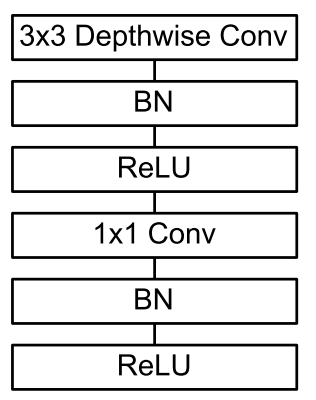 3x3 Depthwise Conv
BN
ReLU
1x1 Conv
BN
ReLU